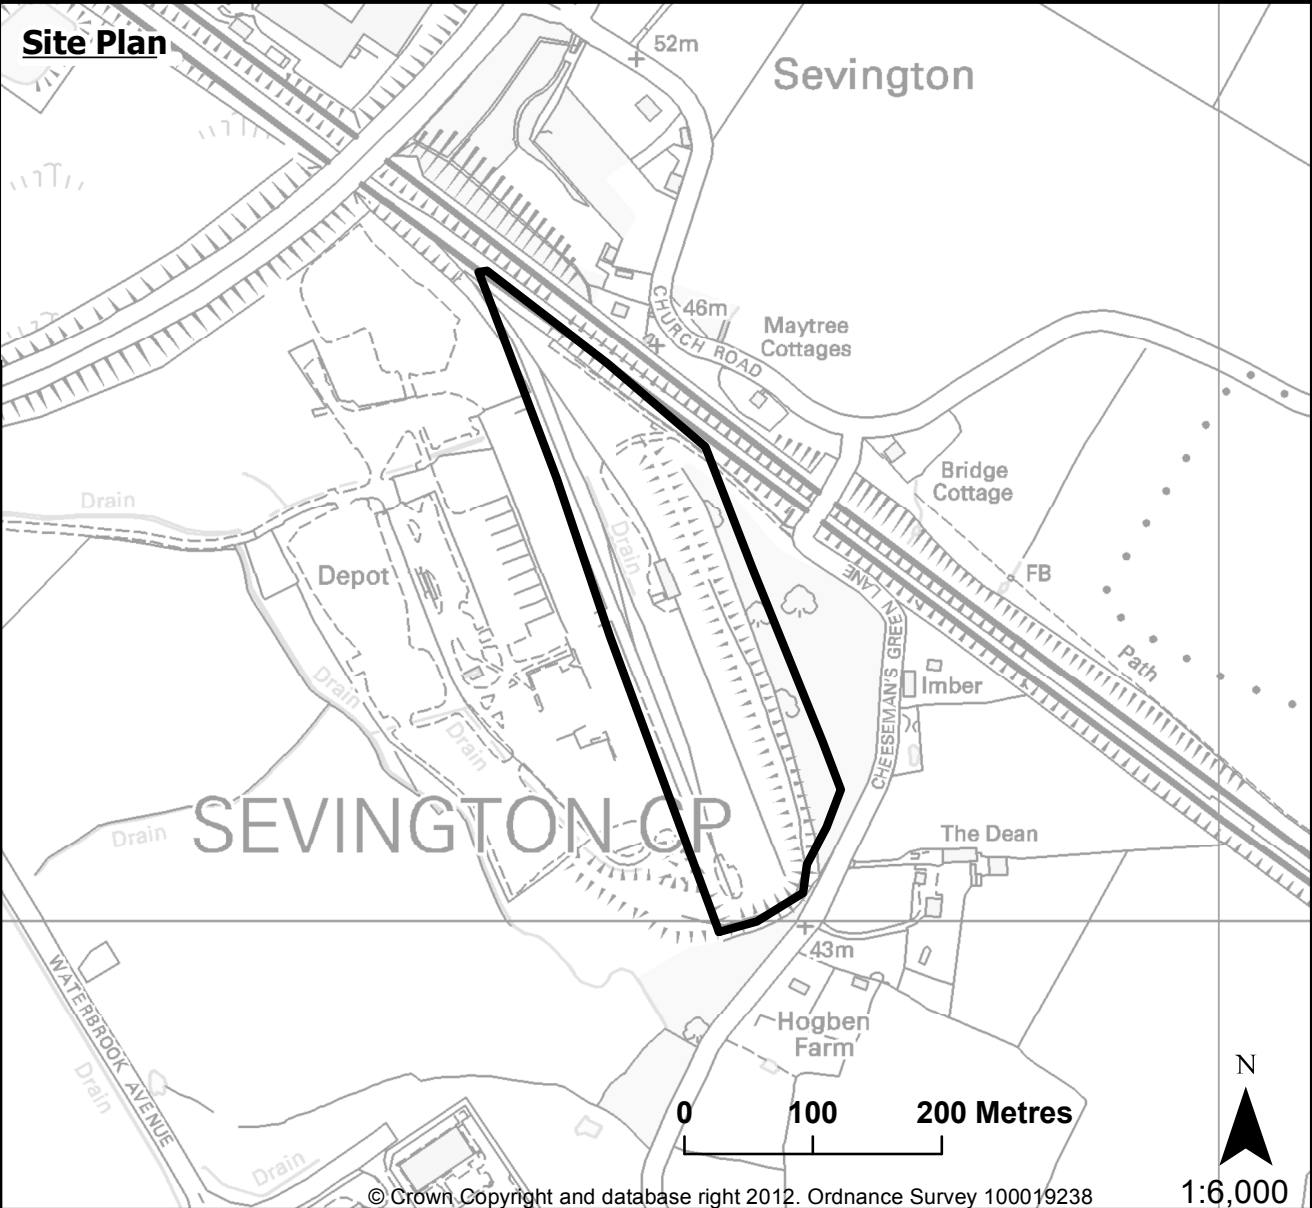 Site Plan
52m
Sevington
CHURCH ROAD
46m
Maytree
Cottages
Bridge
Cottage
FB
Path
Drain
Depot
Drain
Drain
Drain
CHEESEMAN'S GREEN LANE
Imber
SEVINGTON CP
Drain
The Dean
43m
WATERBROOK AVENUE
Drain
Hogben
Farm
Drain
N
0 100 200 Metres
1:6,000
© Crown Copyright and database right 2012. Ordnance Survey 100019238